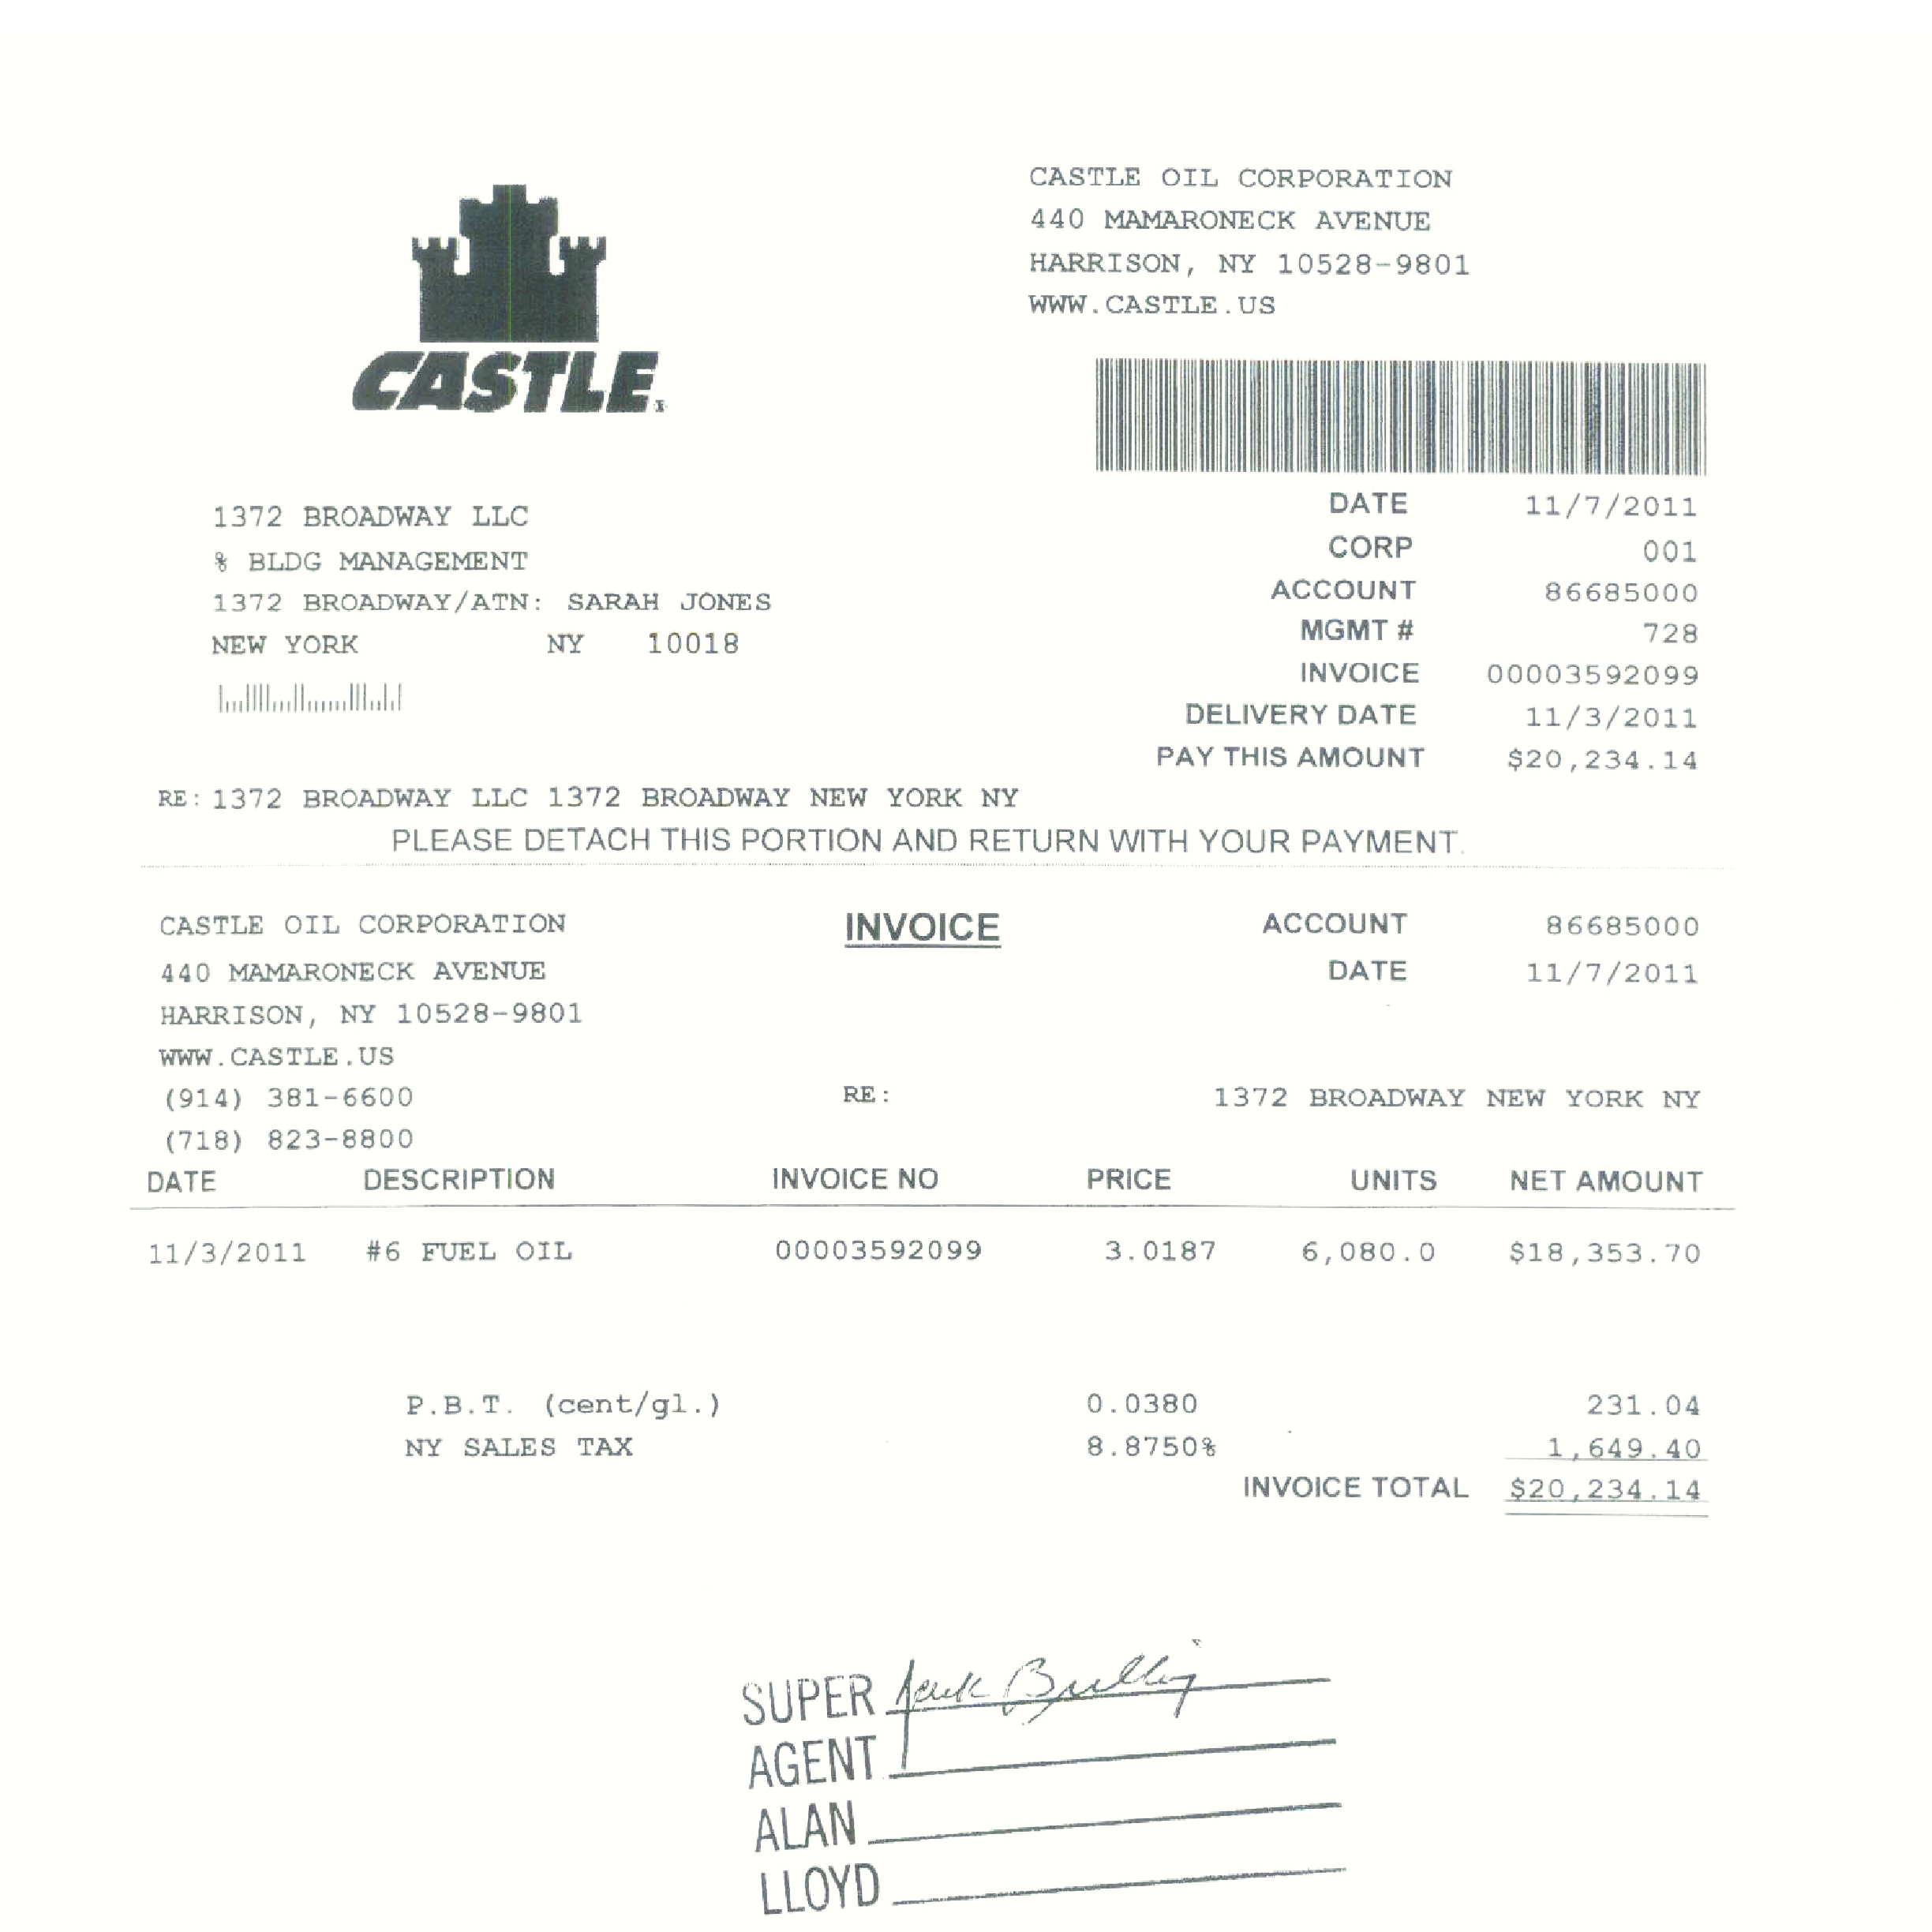 CASTLE OIL CORPORATION
440 MAMARONECK AVENUE
HARRISON, NY 10528-9801
WWW.CASTLE.US
CASTLE
1372 BROADWAY LLC
% BLDG MANAGEMENT
1372 BROADWAY/ATN: SARAH JONES
NEW YORK NY 10018
DATE 11/7/2011
CORP 001
ACCOUNT 86685000
MGMT # 728
INVOICE 00003592099
DELIVERY DATE 11/3/2011
PAY THIS AMOUNT $20,234.14
RE: 1372 BROADWAY LLC 1372 BROADWAY NEW YORK NY
PLEASE DETACH THIS PORTION AND RETURN WITH YOUR PAYMENT.
CASTLE OIL CORPORATION INVOICE ACCOUNT 86685000
440 MAMARONECK AVENUE DATE 11/7/2011
HARRISON, NY 10528-9801
WWW.CASTLE.US
(914) 381-6600 RE: 1372 BROADWAY NEW YORK NY
(718) 823-8800
DATE DESCRIPTION INVOICE NO PRICE UNITS NET AMOUNT
11/3/2011 #6 FUEL OIL 00003592099 3.0187 6,080.0 $18,353.70
P.B.T. (cent/gl.) 0.0380 231.04
NY SALES TAX 8.8750% 1,649.40
INVOICE TOTAL $20,234.14
SUPER
AGENT
ALAN
LLOYD